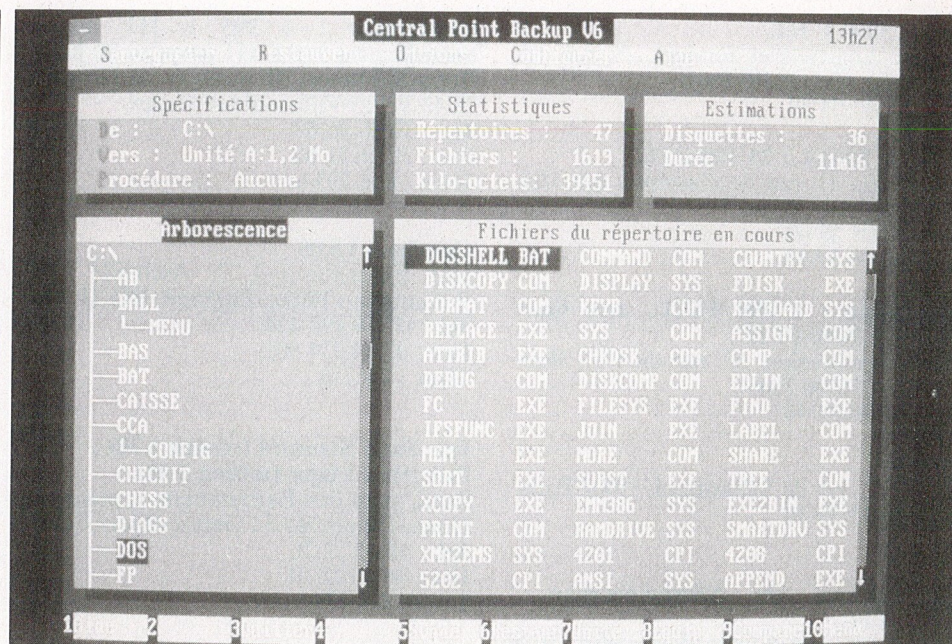 Central Point Backup V6 13h27
S R O C A
Spécifications
De : C:\
Vers : Unité A:1,2 Mo
Procédure : Aucune
Statistiques
Répertoires : 47
Fichiers : 1619
Kilo-octets: 39451
Estimations
Disquettes : 36
Durée : 11m16
Arborescence
C:\
AB
BALL
MENU
BAS
BAT
CAISSE
CCA
CONFIG
CHECKIT
CHESS
DIAGS
DOS
FP
Fichiers du répertoire en cours
DOSSHELL BAT COMMAND COM COUNTRY SYS
DISKCOPY COM DISPLAY SYS FDISK EXE
FORMAT COM KEYB COM KEYBOARD SYS
REPLACE EXE SYS COM ASSIGN COM
ATTRIB EXE CHKDSK COM COMP COM
DEBUG COM DISKCOMP COM EDLIN COM
FC EXE FILESYS EXE FIND EXE
IFSFUNC EXE JOIN EXE LABEL COM
MEM EXE MORE COM SHARE EXE
SORT EXE SUBST EXE TREE COM
XCOPY EXE EMM386 SYS EXE2BIN EXE
PRINT COM RAMDRIVE SYS SMARTDRV SYS
XMA2EMS SYS 4201 CPI 4208 CPI
5202 CPI ANSI SYS APPEND EXE
1 2 3 4 5 6 7 8 9 10